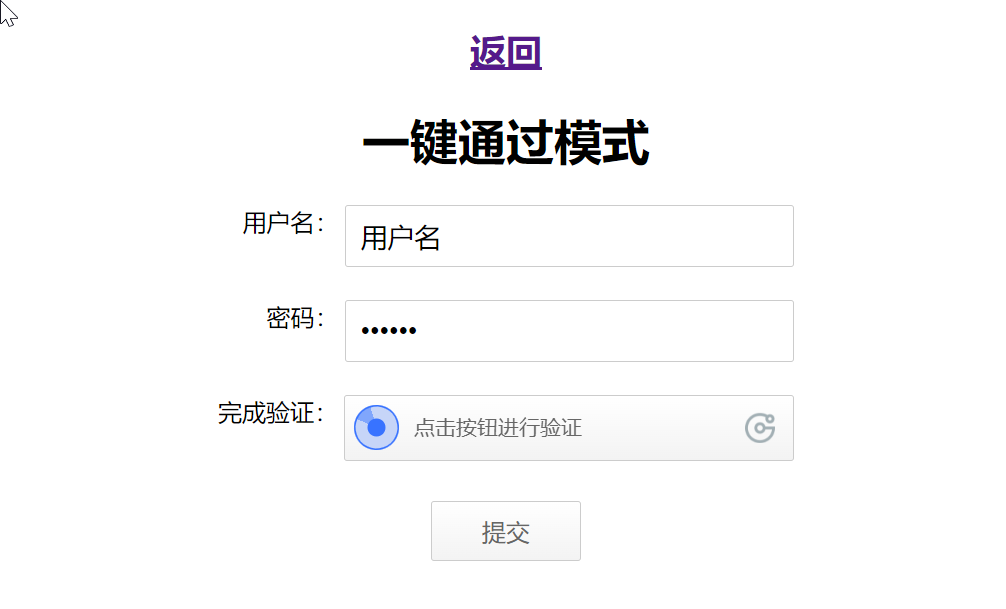 返回
一键通过模式
用户名： 用户名
密码： ••••••
完成验证： 点击按钮进行验证
提交